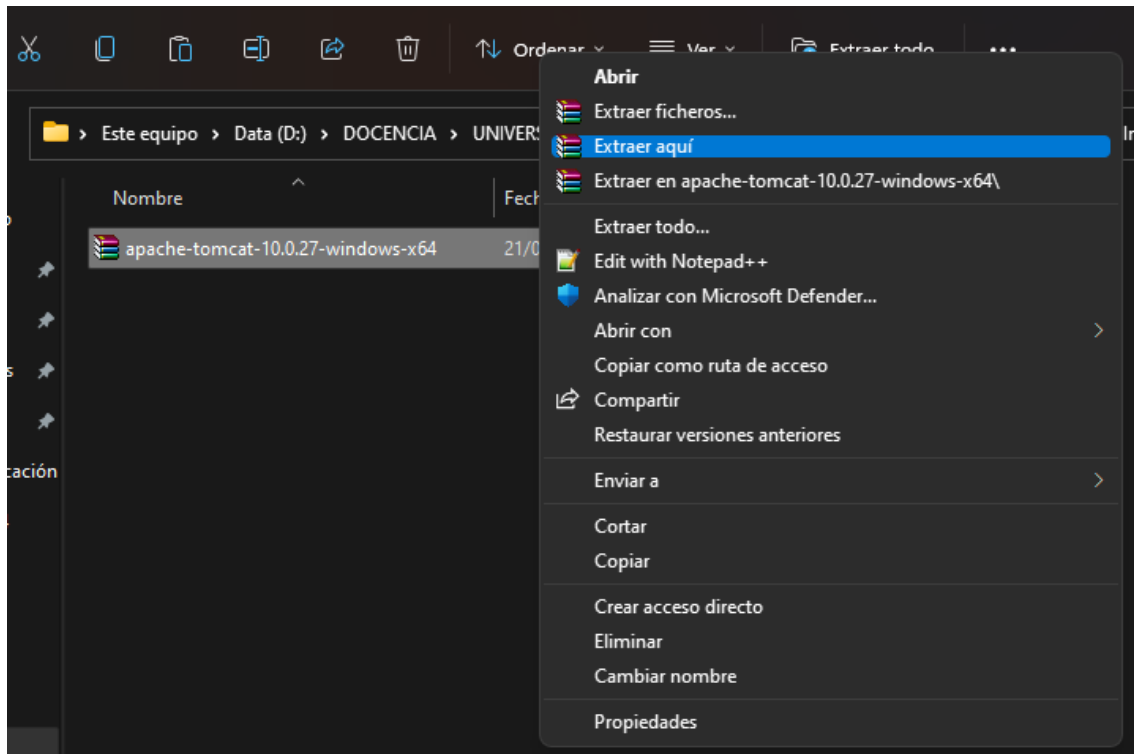 Ordenar
Ver
Extraer todo
Este equipo > Data (D:) > DOCENCIA >
Nombre
apache-tomcat-10.0.27-windows-x64
21/0
Abrir
Extraer ficheros...
Extraer aquí
Extraer en apache-tomcat-10.0.27-windows-x64\
Extraer todo...
Edit with Notepad++
Analizar con Microsoft Defender...
Abrir con
Copiar como ruta de acceso
Compartir
Restaurar versiones anteriores
Enviar a
Cortar
Copiar
Crear acceso directo
Eliminar
Cambiar nombre
Propiedades